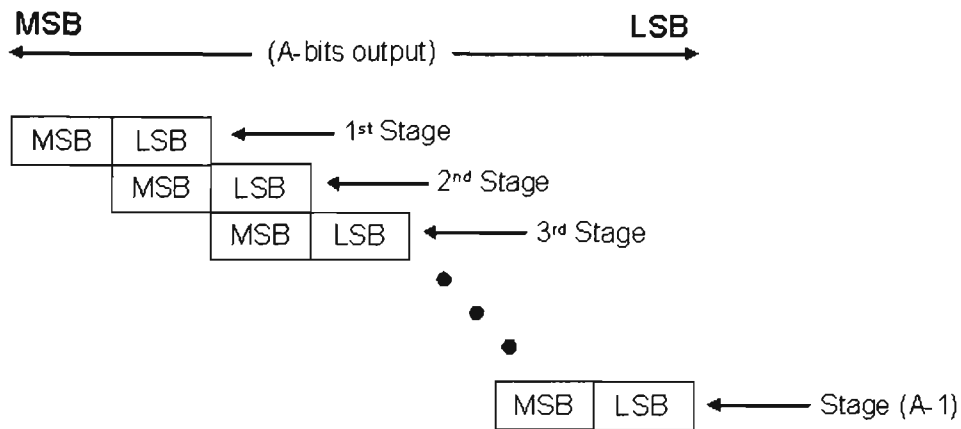 MSB LSB
(A-bits output)
MSB LSB 1st Stage
MSB LSB 2nd Stage
MSB LSB 3rd Stage
MSB LSB Stage (A-1)